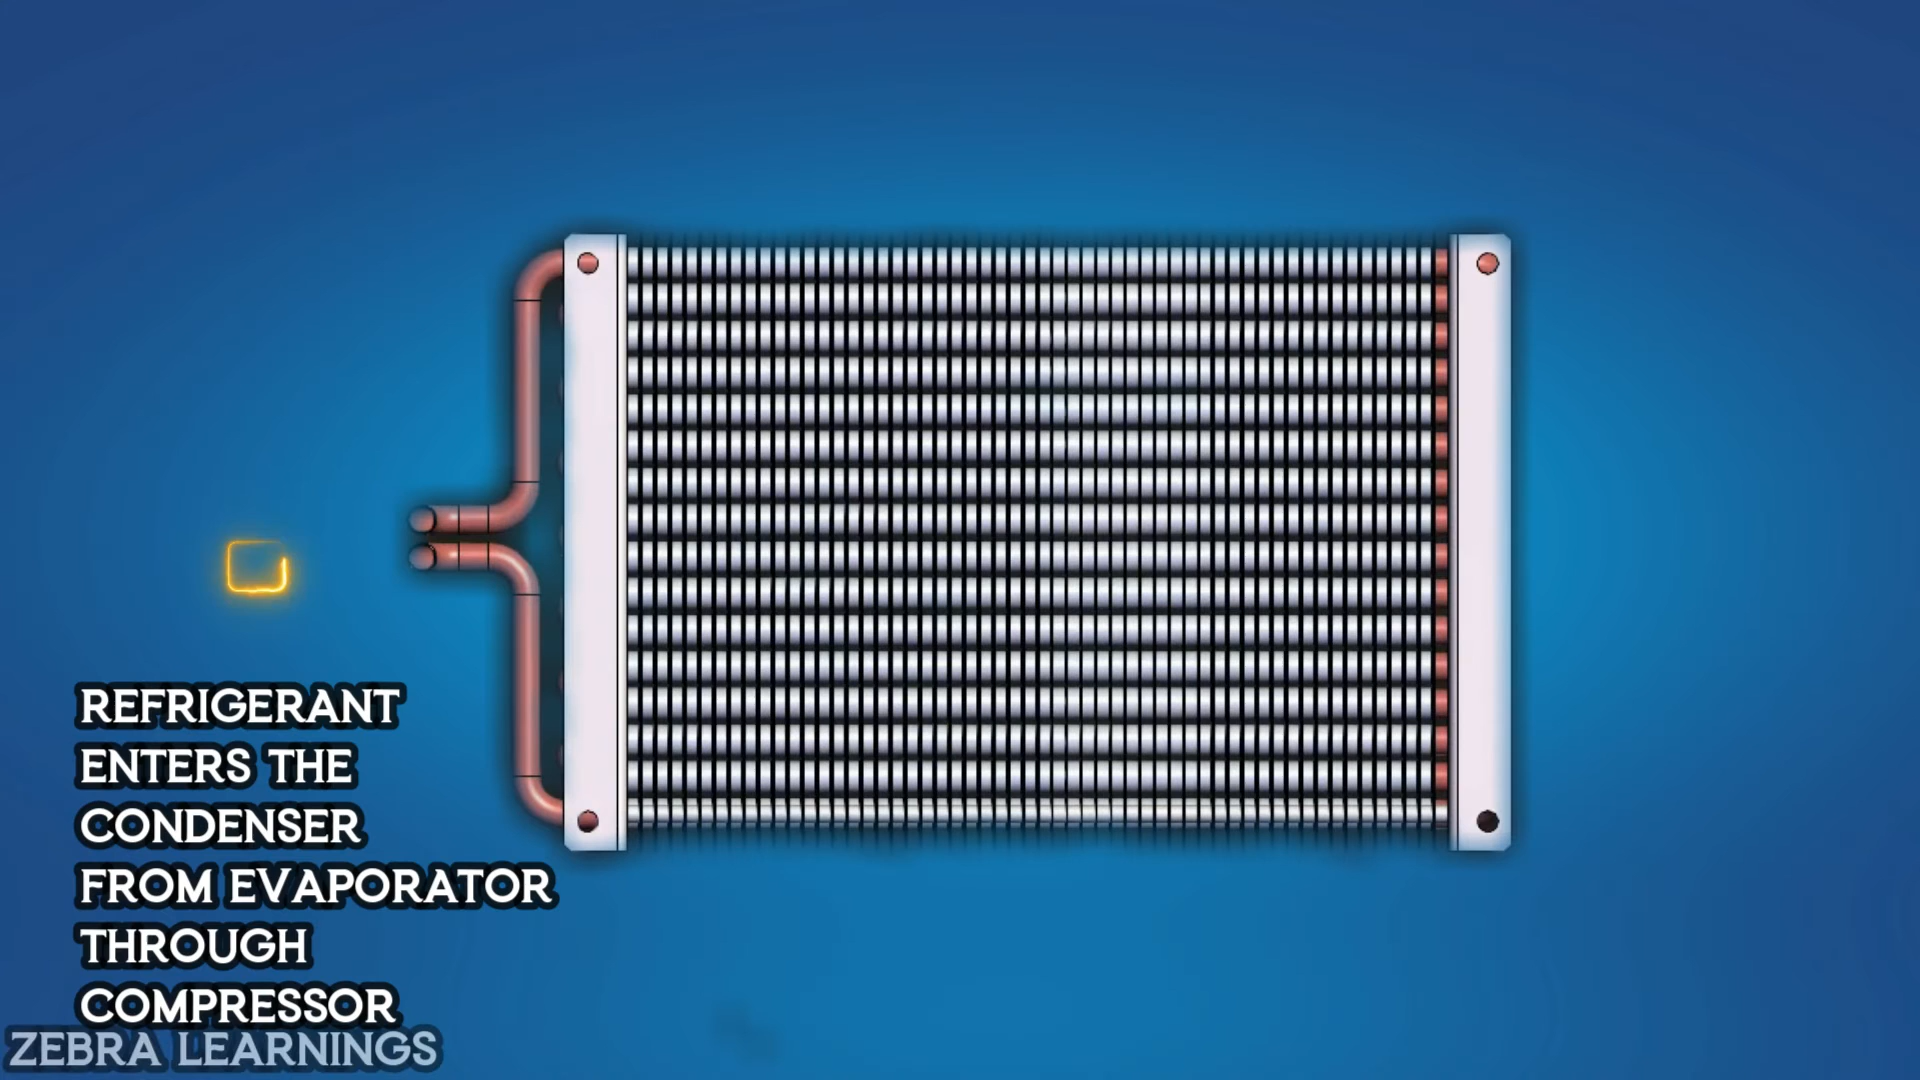 REFRIGERANT
ENTERS THE
CONDENSER
FROM EVAPORATOR
THROUGH
COMPRESSOR
ZEBRA LEARNINGS